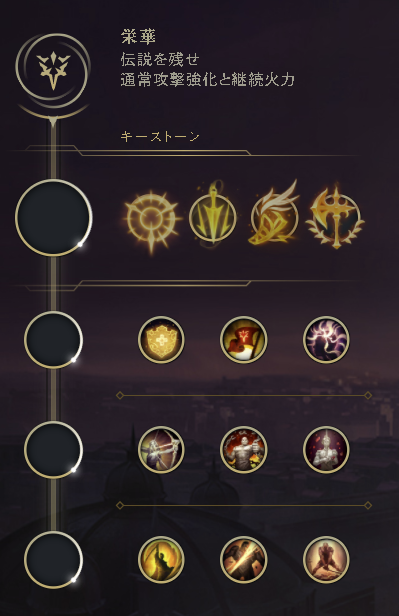 栄華
伝説を残せ
通常攻撃強化と継続火力
キーストーン